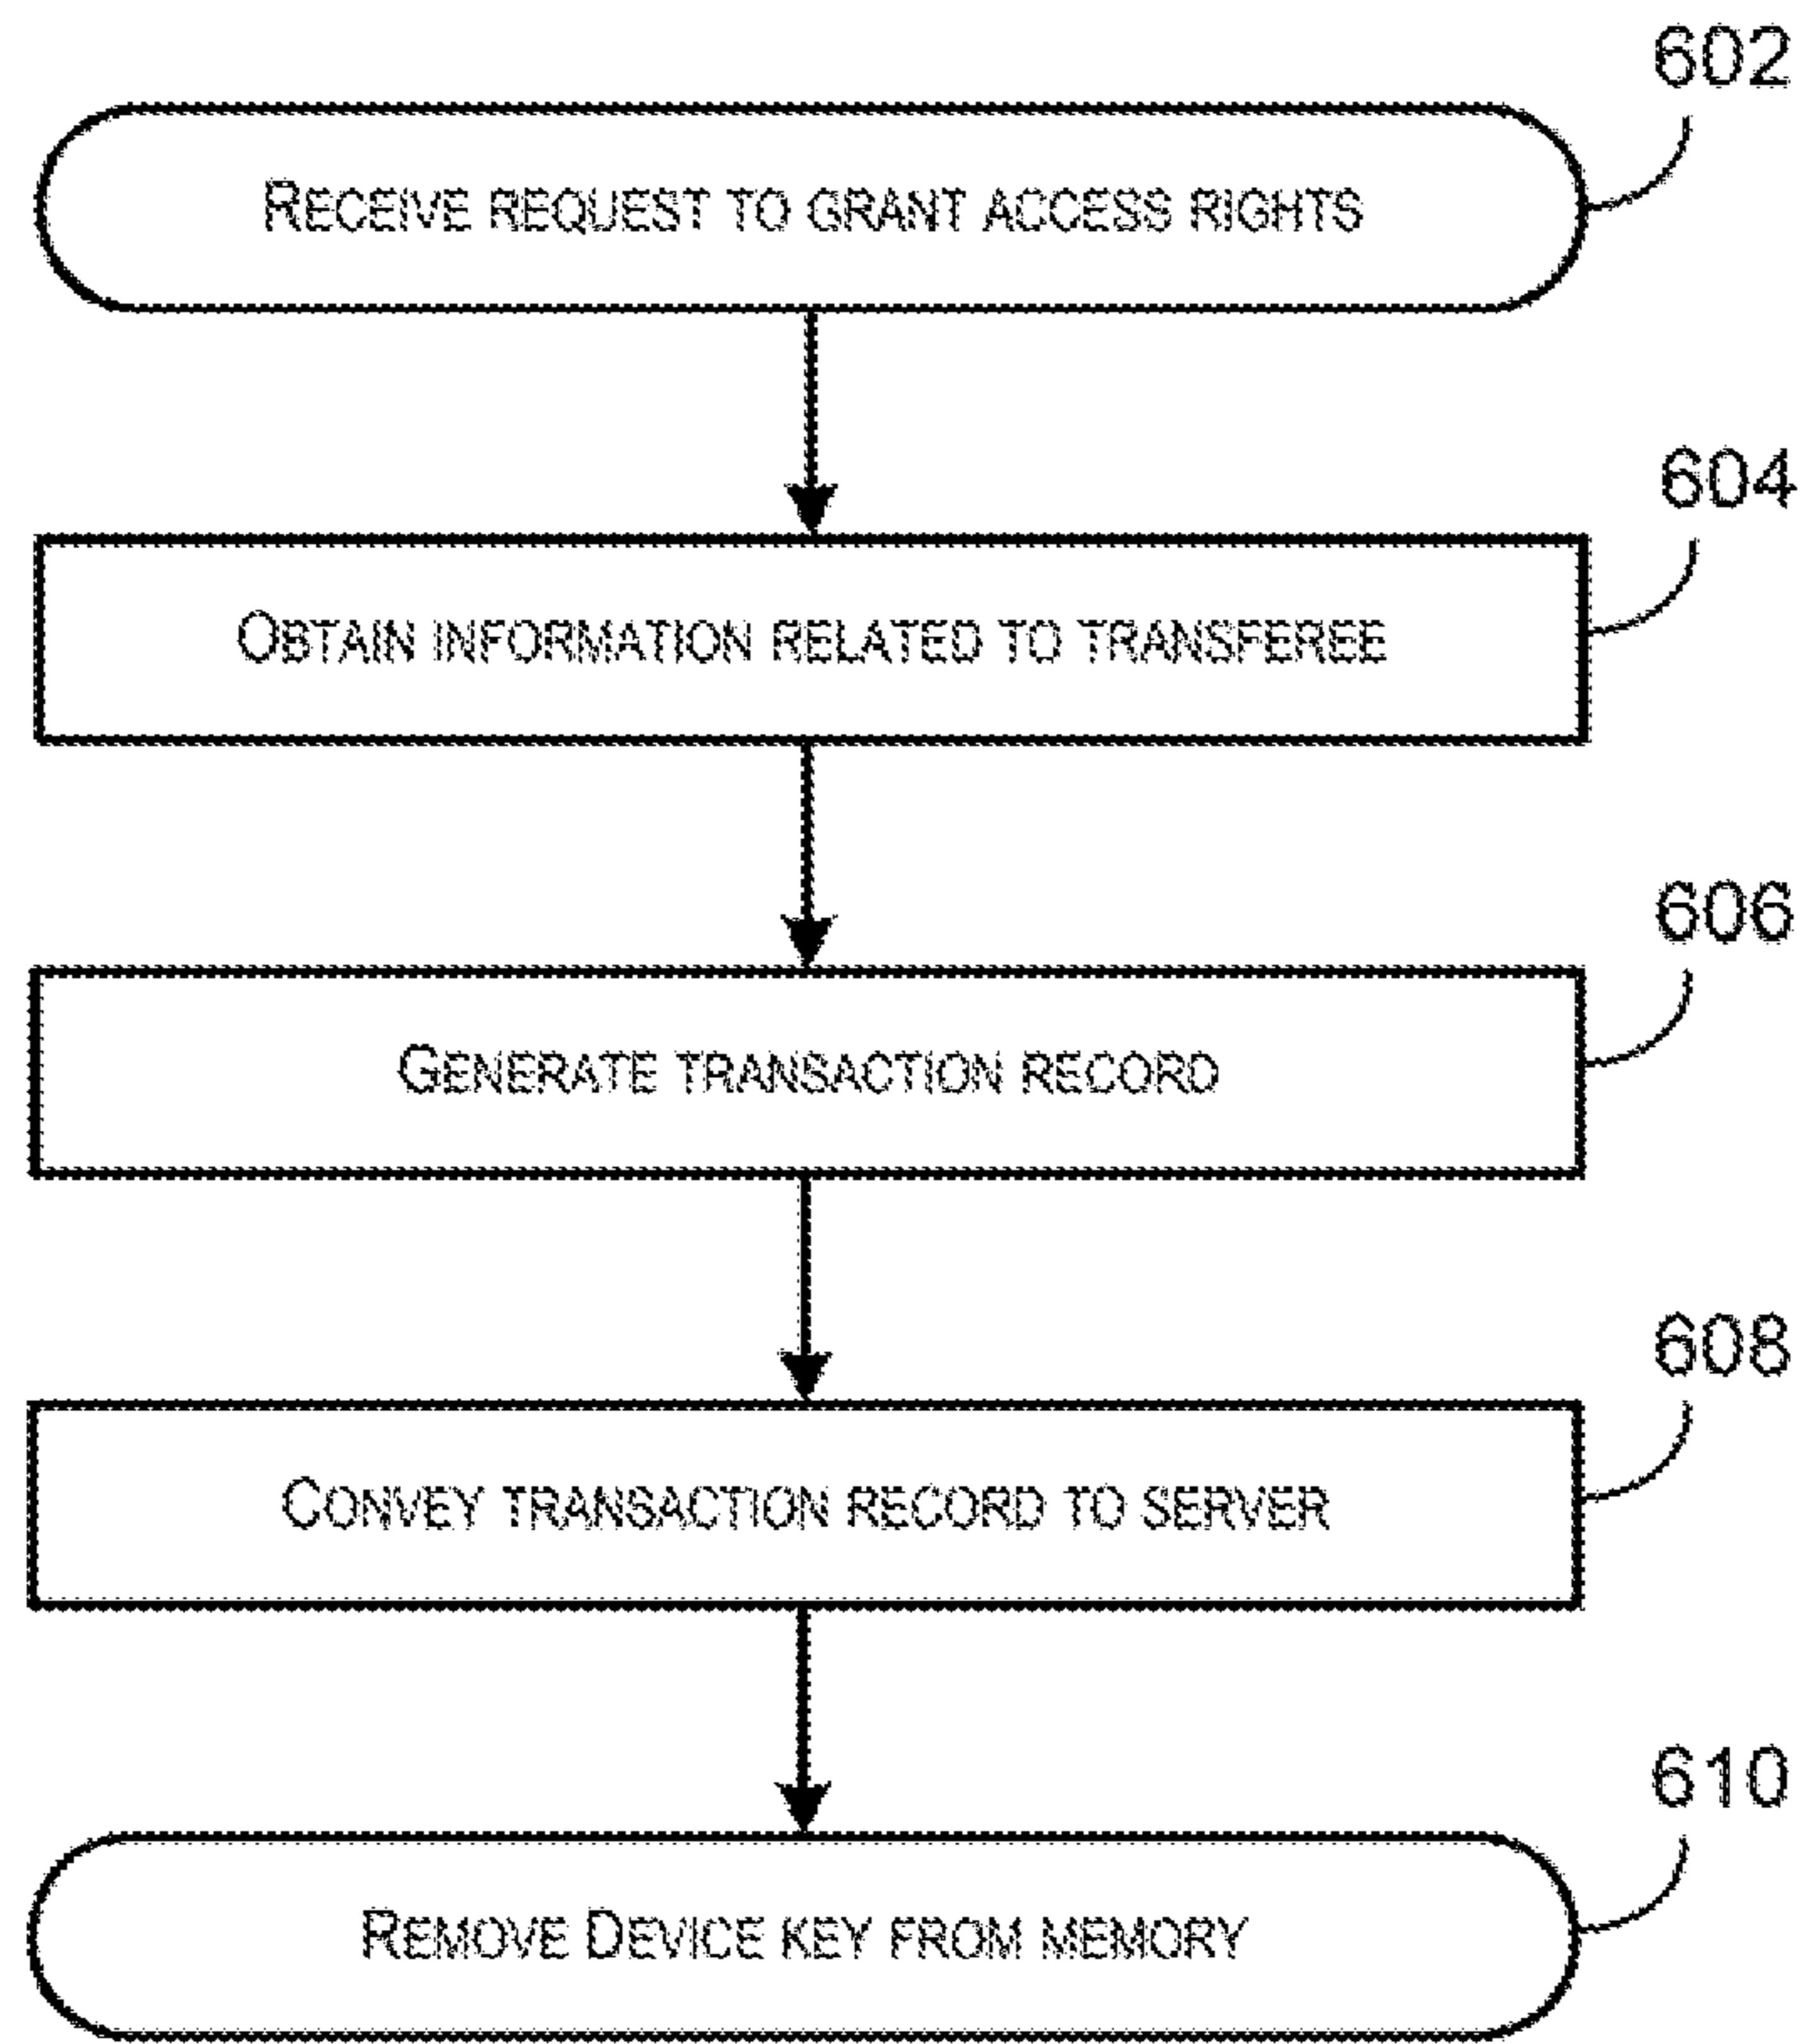 602
RECEIVE REQUEST TO GRANT ACCESS RIGHTS
604
OBTAIN INFORMATION RELATED TO TRANSFEREE
606
GENERATE TRANSACTION RECORD
608
CONVEY TRANSACTION RECORD TO SERVER
610
REMOVE DEVICE KEY FROM MEMORY